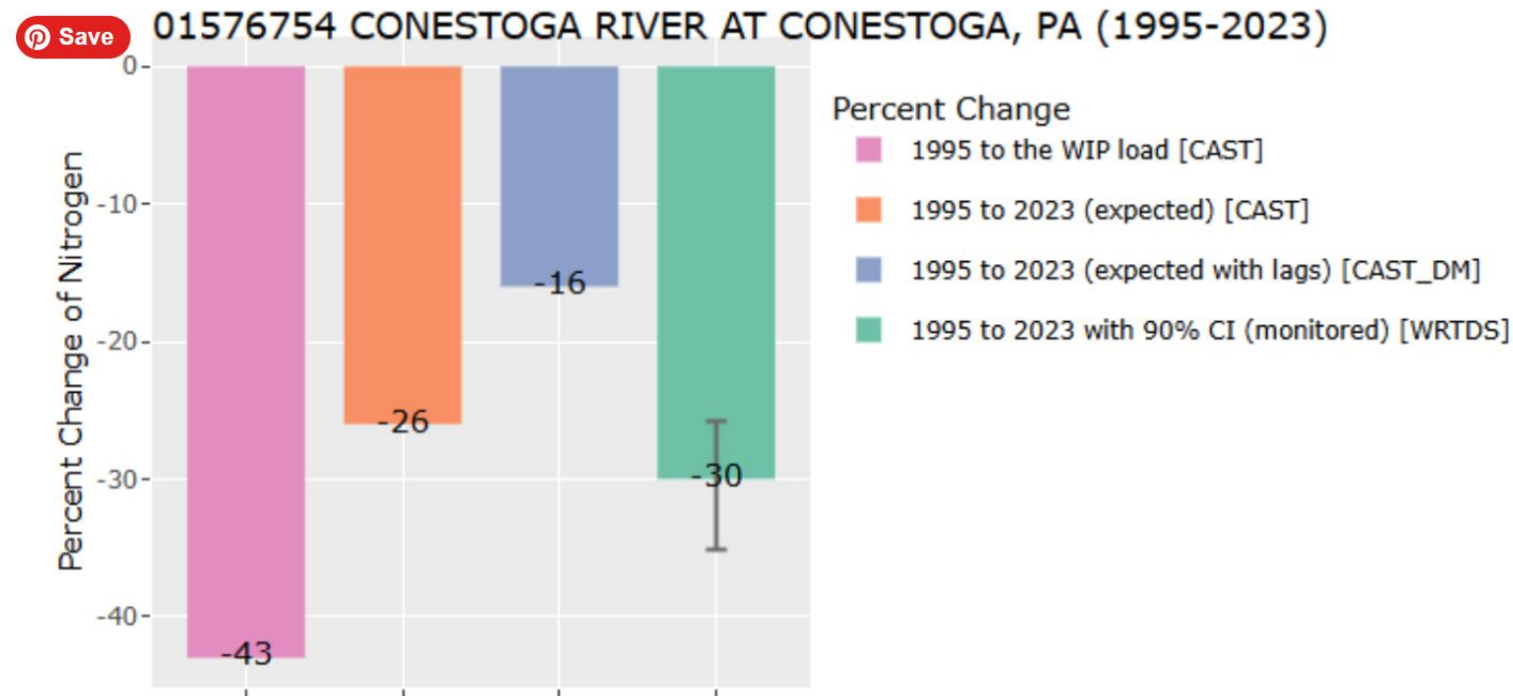 Save
01576754 CONESTOGA RIVER AT CONESTOGA, PA (1995-2023)
Percent Change of Nitrogen
0
-10
-20
-30
-40
-43
-26
-16
-30
Percent Change
1995 to the WIP load [CAST]
1995 to 2023 (expected) [CAST]
1995 to 2023 (expected with lags) [CAST_DM]
1995 to 2023 with 90% CI (monitored) [WRTDS]